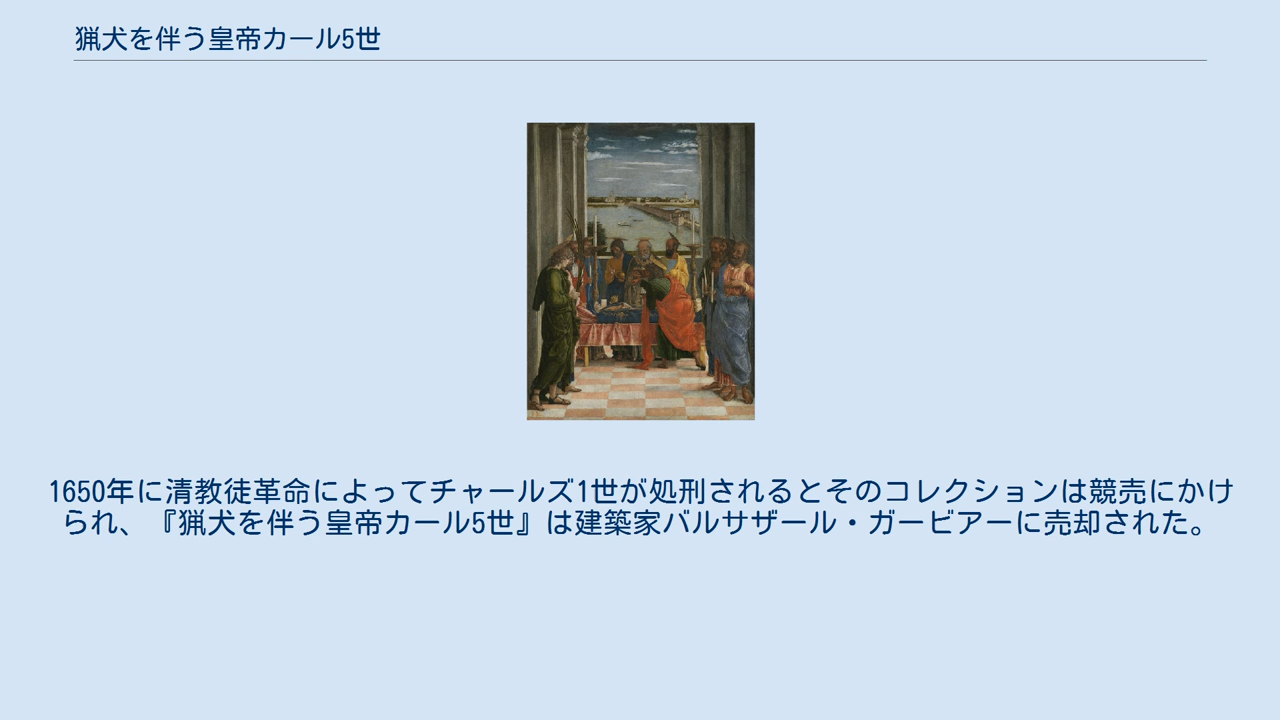 猟犬を伴う皇帝カール5世
1650年に清教徒革命によってチャールズ1世が処刑されるとそのコレクションは競売にかけ
られ、『猟犬を伴う皇帝カール5世』は建築家バルサザール・ガービアーに売却された。